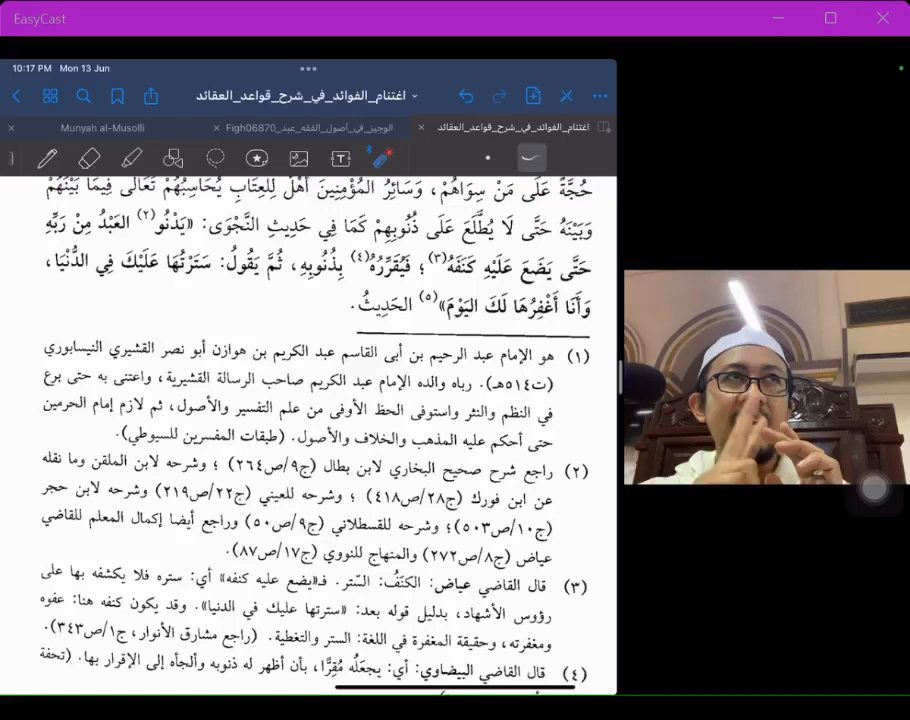 EasyCast
10:17 PM Mon 13 Jun
اغتنام_الفوائد_في_شرح_قواعد_العقائد
Munyah al-Musolli
الوجيز_في_أصول_الفقه_عبد_Figh06870
اغتنام_الفوائد_في_شرح_قواعد_العقائد
حُجَّةً عَلَى مَنْ سِوَاهُمْ، وَسَائِرُ المُؤْمِنِينَ أَهْلٌ لِلْعِتَابِ يُحَاسِبُهُمْ تَعَالَى فِيمَا بَيْنَهُمْ
وَبَيْنَهُ حَتَّى لَا يُطَّلَعَ عَلَى ذُنُوبِهِمْ كَمَا فِي حَدِيثِ النَّجْوَى: «يَدْنُو(٢) العَبْدُ مِنْ رَبِّهِ
حَتَّى يَضَعَ عَلَيْهِ كَنَفَهُ(٣)؛ فَيُقَرِّرُهُ(٤) بِذُنُوبِهِ، ثُمَّ يَقُولُ: سَتَرْتُهَا عَلَيْكَ فِي الدُّنْيَا،
وَأَنَا أَغْفِرُهَا لَكَ اليَوْمَ»(٥) الحَدِيثُ.
(١) هو الإمام عبد الرحيم بن أبى القاسم عبد الكريم بن هوازن أبو نصر القشيري النيسابوري
(ت٥١٤هـ). رباه والده الإمام عبد الكريم صاحب الرسالة القشيرية، واعتنى به حتى برع
في النظم والنثر واستوفى الحظ الأوفى من علم التفسير والأصول، ثم لازم إمام الحرمين
حتى أحكم عليه المذهب والخلاف والأصول. (طبقات المفسرين للسيوطي).
(٢) راجع شرح صحيح البخاري لابن بطال (ج٩/ص٢٦٤) ؛ وشرحه لابن الملقن وما نقله
عن ابن فورك (ج٢٨/ص٤١٨) ؛ وشرحه للعيني (ج٢٢/ص٢١٩) وشرحه لابن حجر
(ج١٠/ص٥٠٣)؛ وشرحه للقسطلاني (ج٩/ص٥٠) وراجع أيضا إكمال المعلم للقاضي
عياض (ج٨/ص٢٧٢) والمنهاج للنووي (ج١٧/ص٨٧).
(٣) قال القاضي عياض: الكَنَفُ: السّتر. فـ«يضع عليه كنفه» أي: ستره فلا يكشفه بها على
رؤوس الأشهاد، بدليل قوله بعد: «سترتها عليك في الدنيا». وقد يكون كنفه هنا: عفوه
ومغفرته، وحقيقة المغفرة في اللغة: الستر والتغطية. (راجع مشارق الأنوار، ج١/ص٣٤٣).
(٤) قال القاضي البيضاوي: أي: يجعلُه مُقِرًّا، بأن أظهر له ذنوبه وألجأه إلى الإقرار بها. (تحفة